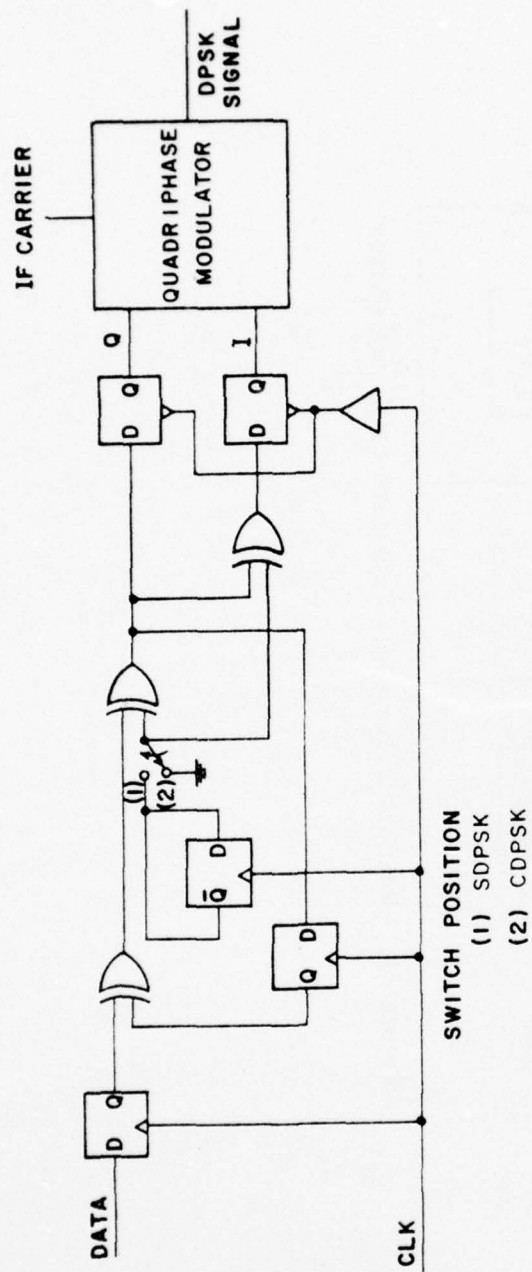 IF CARRIER
DATA
D Q
(1)
(2)
Q̅ D
Q D
D Q
Q
D Q
I
QUADRIPHASE
MODULATOR
DPSK
SIGNAL
CLK
SWITCH POSITION
(1) SDPSK
(2) CDPSK